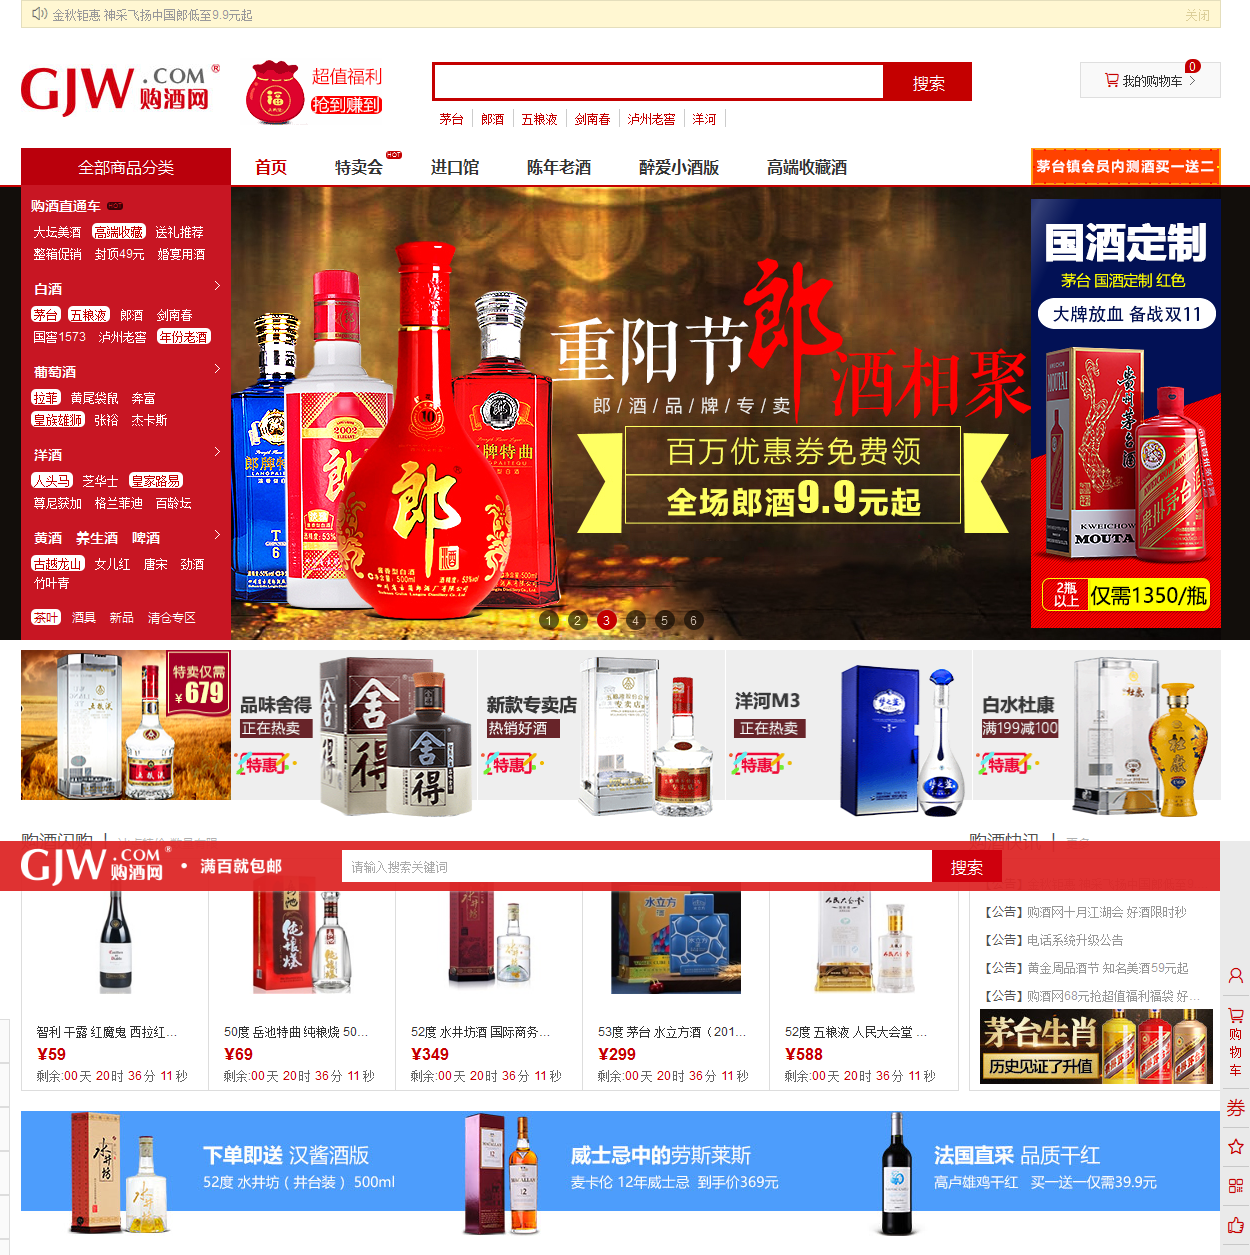 金秋钜惠 神采飞扬中国郎低至9.9元起
关闭
GJW.COM®
购酒网
福
超值福利
抢到赚到
搜索
我的购物车
0
茅台 郎酒 五粮液 剑南春 泸州老窖 洋河
全部商品分类
首页 特卖会 HOT 进口馆 陈年老酒 醉爱小酒版 高端收藏酒
茅台镇会员内测酒买一送二
购酒直通车
大坛美酒 高端收藏 送礼推荐
整箱促销 封顶49元 婚宴用酒
白酒
茅台 五粮液 郎酒 剑南春
国窖1573 泸州老窖 年份老酒
葡萄酒
拉菲 黄尾袋鼠 奔富
皇族雄狮 张裕 杰卡斯
洋酒
人头马 芝华士 皇家路易
尊尼获加 格兰菲迪 百龄坛
黄酒 养生酒 啤酒
古越龙山 女儿红 唐宋 劲酒
竹叶青
茶叶 酒具 新品 清仓专区
重阳节郎酒相聚
郎/酒/品/牌/专/卖
百万优惠券免费领
全场郎酒9.9元起
2002
郎
郎酒
1 2 3 4 5 6
国酒定制
茅台 国酒定制 红色
大牌放血 备战双11
MOUTAI
贵州茅台酒
KWEICHOW
MOUTA
2瓶
以上
仅需1350/瓶
特卖仅需
¥679
品味舍得
正在热卖
特惠了
舍得
新款专卖店
热销好酒
特惠了
洋河M3
正在热卖
特惠了
白水杜康
满199减100
特惠了
购酒闪购
购酒快讯
GJW.COM®
购酒网
· 满百就包邮
请输入搜索关键词
搜索
智利 干露 红魔鬼 西拉红...
¥59
剩余:00天 20时 36分 11秒
50度 岳池特曲 纯粮烧 50...
¥69
剩余:00天 20时 36分 11秒
52度 水井坊酒 国际商务...
¥349
剩余:00天 20时 36分 11秒
53度 茅台 水立方酒（201...
¥299
剩余:00天 20时 36分 11秒
52度 五粮液 人民大会堂 ...
¥588
剩余:00天 20时 36分 11秒
【公告】购酒网十月江湖会 好酒限时秒
【公告】电话系统升级公告
【公告】黄金周品酒节 知名美酒59元起
【公告】购酒网68元抢超值福利福袋 好...
茅台生肖
历史见证了升值
购物车
券
下单即送 汉酱酒版
52度 水井坊（井台装） 500ml
威士忌中的劳斯莱斯
麦卡伦 12年威士忌 到手价369元
法国直采 品质干红
高卢雄鸡干红 买一送一仅需39.9元